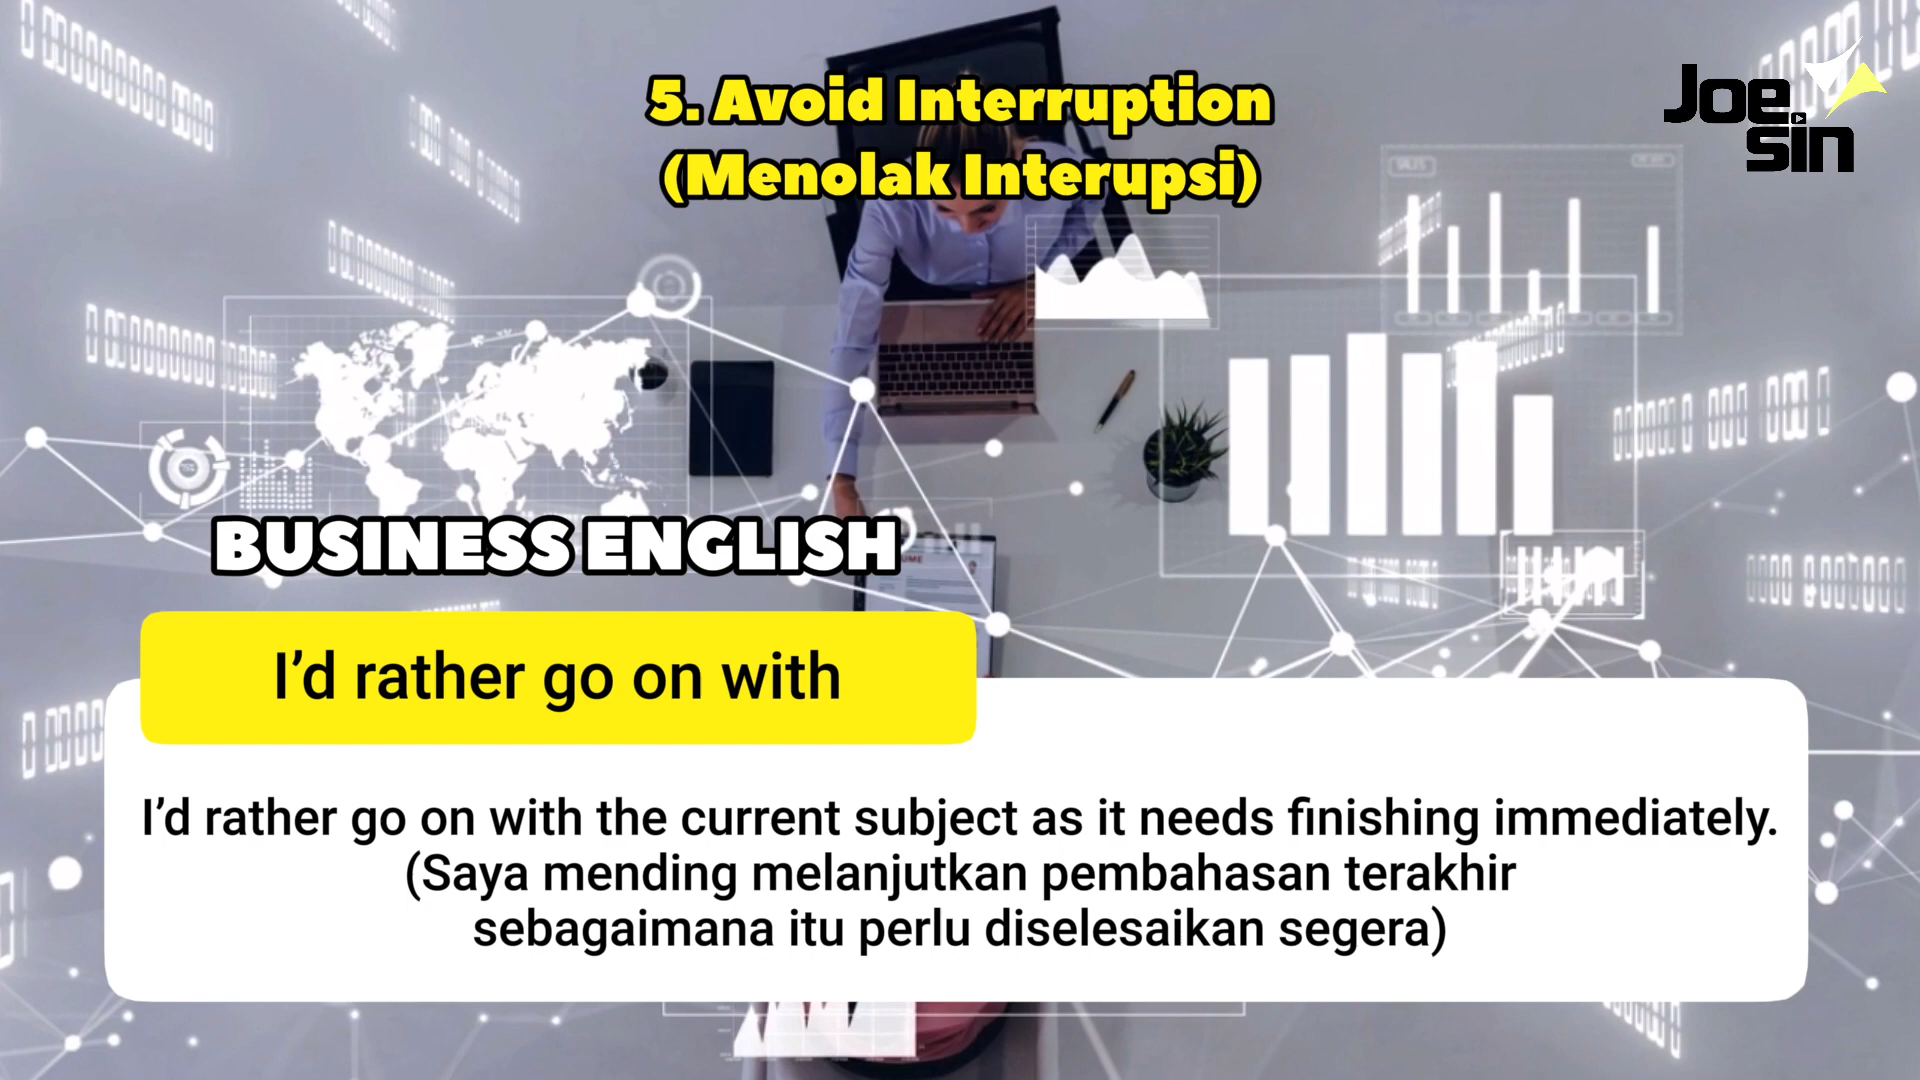 5. Avoid Interruption
(Menolak Interupsi)
Joe
sin
BUSINESS ENGLISH
I’d rather go on with
I’d rather go on with the current subject as it needs finishing immediately.
(Saya mending melanjutkan pembahasan terakhir
sebagaimana itu perlu diselesaikan segera)